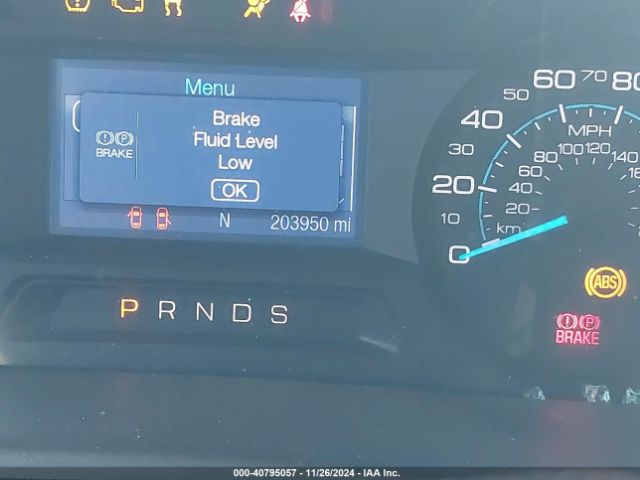 Menu
Brake
Fluid Level
Low
OK
BRAKE
N 203950 mi
P R N D S
0 10 20 30 40 50 60 70 80
MPH
20 40 60 80 100 120 140
km
ABS
BRAKE
000-40795057 - 11/26/2024 - IAA Inc.